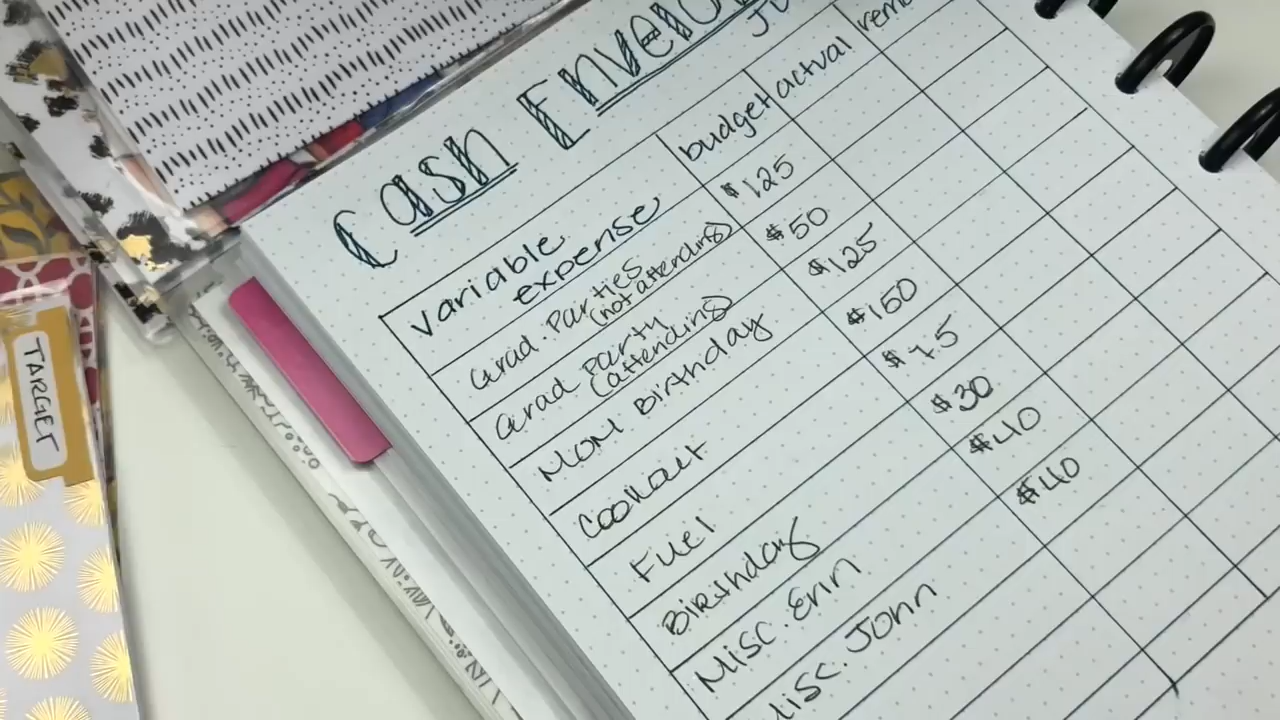 Cash Envelo
JU
variable expense budget actual rema
Grad. Parties (not attending) $125
Grad Party (attending) $50
Mom Birthday $125
Cookout $150
Fuel $75
Birthday $30
Misc. Erin $40
Misc. John $40
TARGET